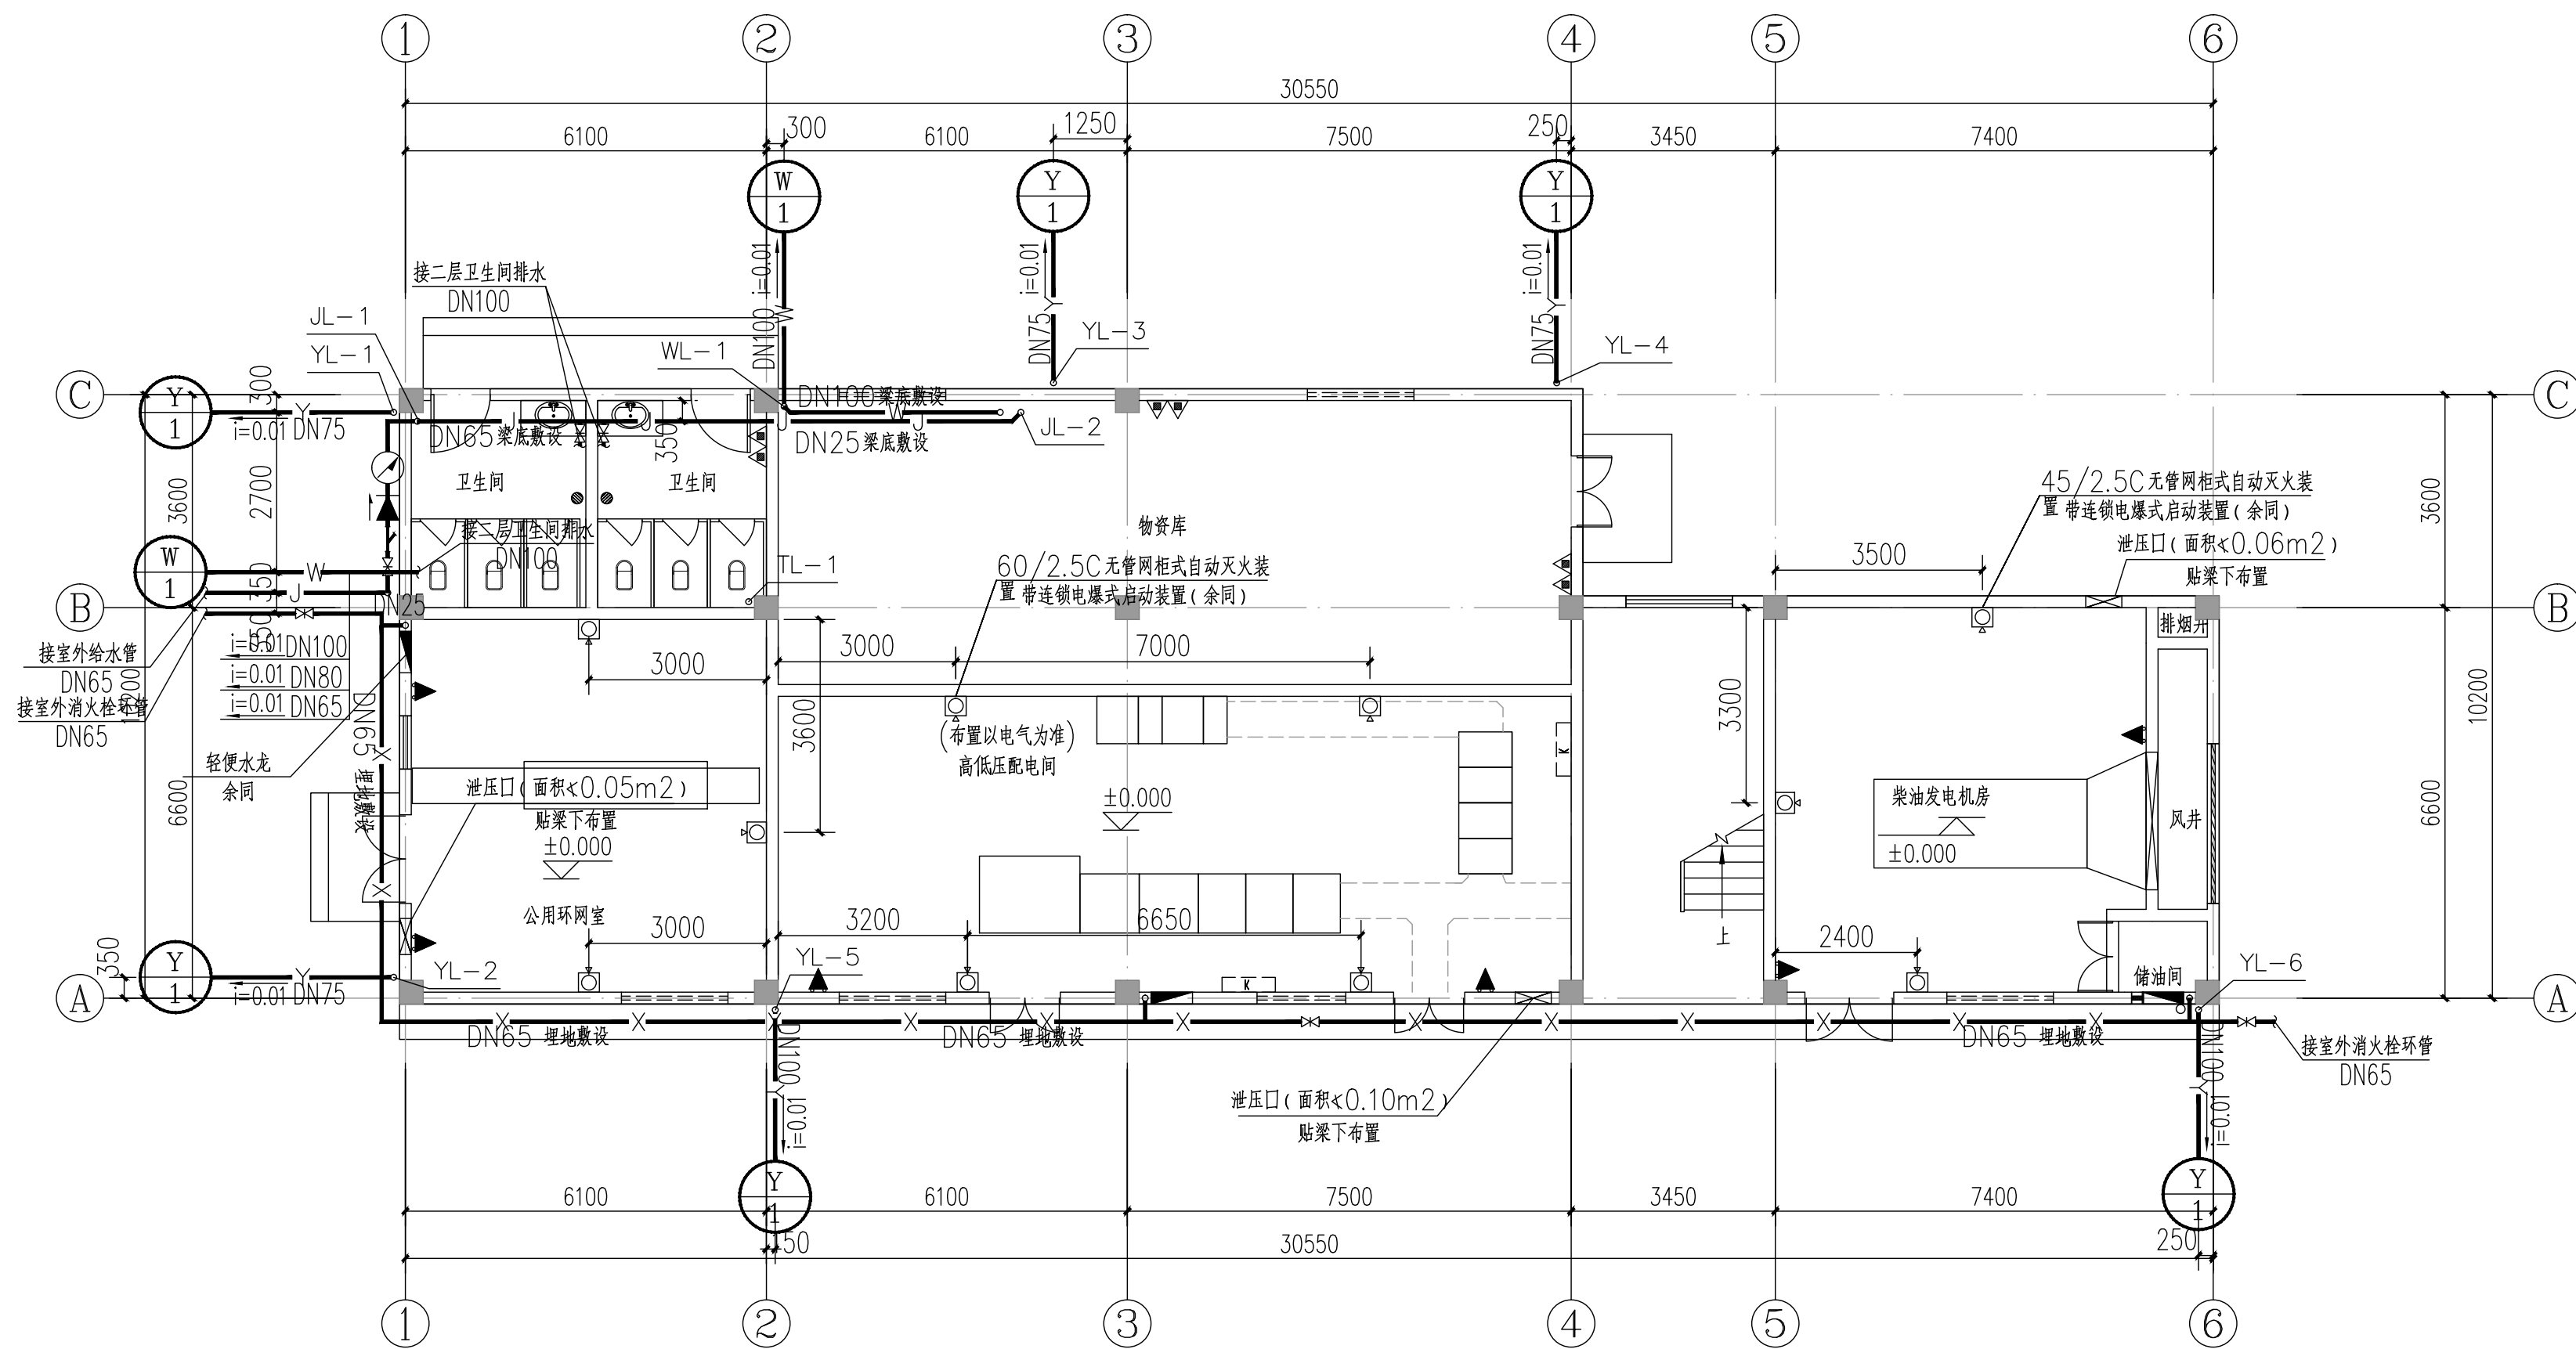 1 2 3 4 5 6
30550
6100 300 6100 1250 7500 250 3450 7400
W Y Y
1 1 1
i=0.01 i=0.01 i=0.01
接二层卫生间排水
DN100
DN100 W
DN75 Y
DN75 Y
JL-1
YL-1
WL-1
YL-3
YL-4
C C
Y
1
Y
i=0.01 DN75
300
J J J J
DN65梁底敷设
350
DN100梁底敷设
W
DN25梁底敷设
JL-2
卫生间
卫生间
2700
3600
接二层卫生间排水
DN100
TL-1
物资库
60/2.5C无管网柜式自动灭火装
置 带连锁电爆式启动装置(余同)
45/2.5C无管网柜式自动灭火装
置 带连锁电爆式启动装置(余同)
泄压口(面积≮0.06m2)
贴梁下布置
3500
3600
W
1
W
J
350
B B
DN25
排烟井
接室外给水管
DN65
i=0.01 DN100
i=0.01 DN80
i=0.01 DN65
接室外消火栓环管
DN65
10200
3000
3000 7000
3600
3300
10200
(布置以电气为准)
高低压配电间
K
DN65 X
埋地敷设
轻便水龙
余同
6600
泄压口(面积≮0.05m2)
贴梁下布置
±0.000
±0.000
柴油发电机房
±0.000
风井
6600
X
公用环网室
3000
3200 6650
上
2400
350
Y
1
Y
i=0.01 DN75
YL-2
YL-5
K
储油间
YL-6
A A
X X X X X X X X X X X X X
DN65 埋地敷设
DN65 埋地敷设
DN65 埋地敷设
接室外消火栓环管
DN65
DN100
Y
i=0.01
泄压口(面积≮0.10m2)
贴梁下布置
DN100
Y
i=0.01
Y
1
Y
1
6100 6100 7500 3450 7400
150
30550
250
1 2 3 4 5 6